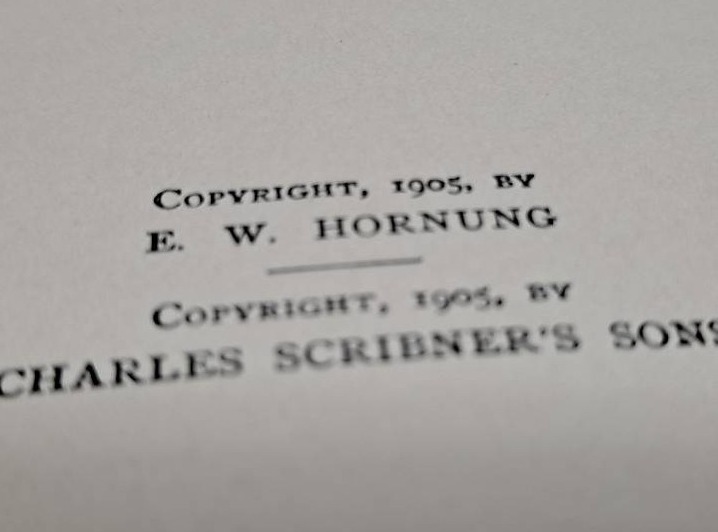 COPYRIGHT, 1905, BY
E. W. HORNUNG
COPYRIGHT, 1905, BY
CHARLES SCRIBNER'S SONS